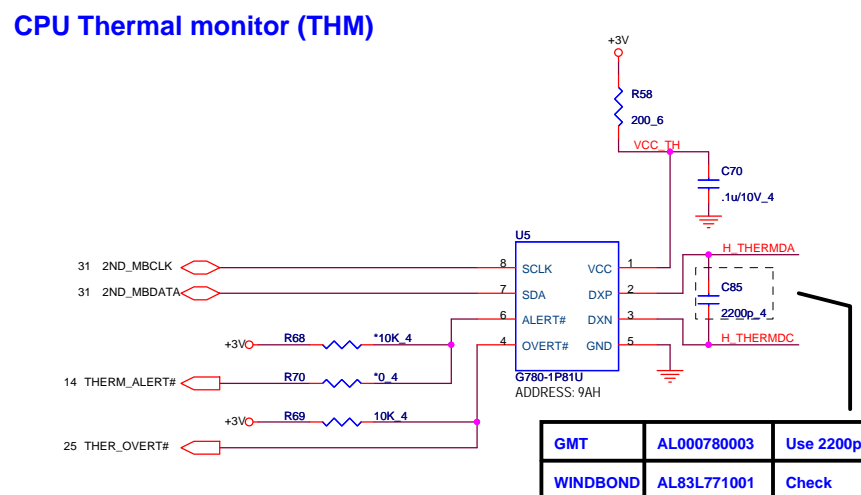 CPU Thermal monitor (THM)
+3V
R58
200_6
VCC_TH
C70
.1u/10V_4
U5
H_THERMDA
31 2ND_MBCLK
8 SCLK VCC 1
31 2ND_MBDATA
7 SDA DXP 2
C85
2200p_4
6 ALERT# DXN 3
H_THERMDC
+3V R68 *10K_4
4 OVERT# GND 5
14 THERM_ALERT# R70 *0_4
G780-1P81U
ADDRESS: 9AH
+3V R69 10K_4
25 THER_OVERT#
GMT AL000780003 Use 2200p
WINDBOND AL83L771001 Check